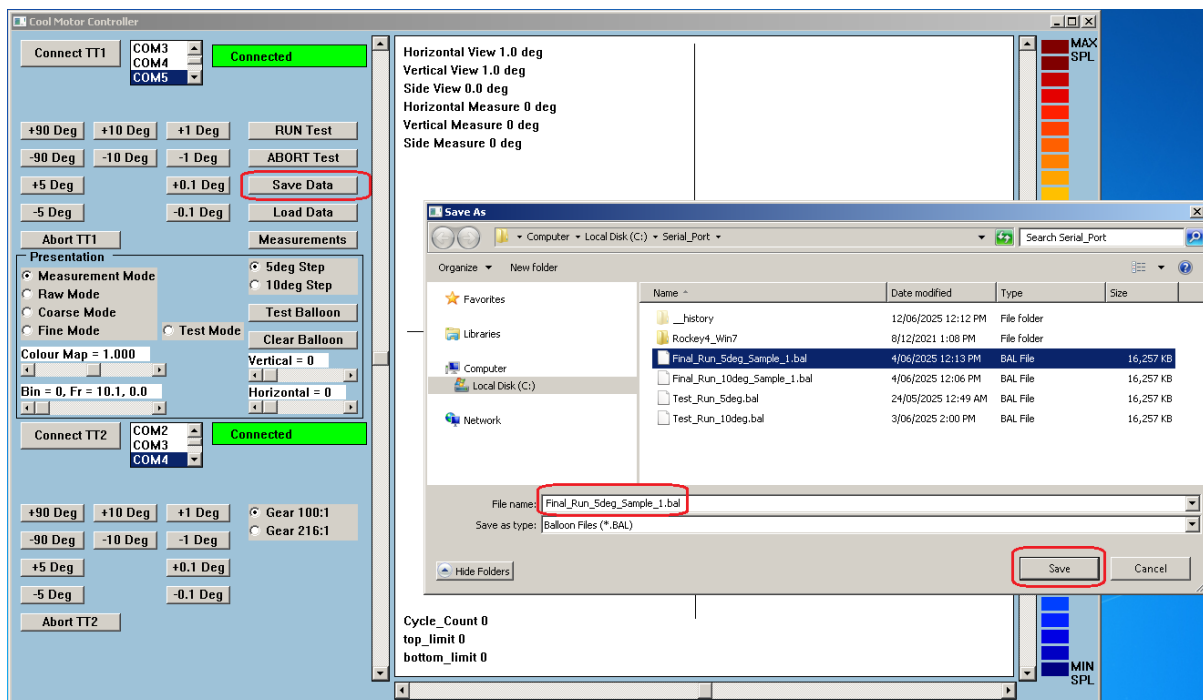 Cool Motor Controller
Connect TT1
COM3
COM4
COM5
Connected
+90 Deg +10 Deg +1 Deg RUN Test
-90 Deg -10 Deg -1 Deg ABORT Test
+5 Deg +0.1 Deg Save Data
-5 Deg -0.1 Deg Load Data
Abort TT1 Measurements
Presentation
Measurement Mode
Raw Mode
Coarse Mode
Fine Mode
Test Mode
5deg Step
10deg Step
Test Balloon
Clear Balloon
Colour Map = 1.000
Vertical = 0
Bin = 0, Fr = 10.1, 0.0
Horizontal = 0
Connect TT2
COM2
COM3
COM4
Connected
+90 Deg +10 Deg +1 Deg
-90 Deg -10 Deg -1 Deg
+5 Deg +0.1 Deg
-5 Deg -0.1 Deg
Abort TT2
Gear 100:1
Gear 216:1
Horizontal View 1.0 deg
Vertical View 1.0 deg
Side View 0.0 deg
Horizontal Measure 0 deg
Vertical Measure 0 deg
Side Measure 0 deg
MAX
SPL
Save As
Computer Local Disk (C:) Serial_Port
Search Serial_Port
Organize New folder
Favorites
Libraries
Computer
Local Disk (C:)
Network
Name Date modified Type Size
__history 12/06/2025 12:12 PM File folder
Rockey4_Win7 8/12/2021 1:08 PM File folder
Final_Run_5deg_Sample_1.bal 4/06/2025 12:13 PM BAL File 16,257 KB
Final_Run_10deg_Sample_1.bal 4/06/2025 12:06 PM BAL File 16,257 KB
Test_Run_5deg.bal 24/05/2025 12:49 AM BAL File 16,257 KB
Test_Run_10deg.bal 3/06/2025 2:00 PM BAL File 16,257 KB
File name: Final_Run_5deg_Sample_1.bal
Save as type: Balloon Files (*.BAL)
Hide Folders Save Cancel
Cycle_Count 0
top_limit 0
bottom_limit 0
MIN
SPL